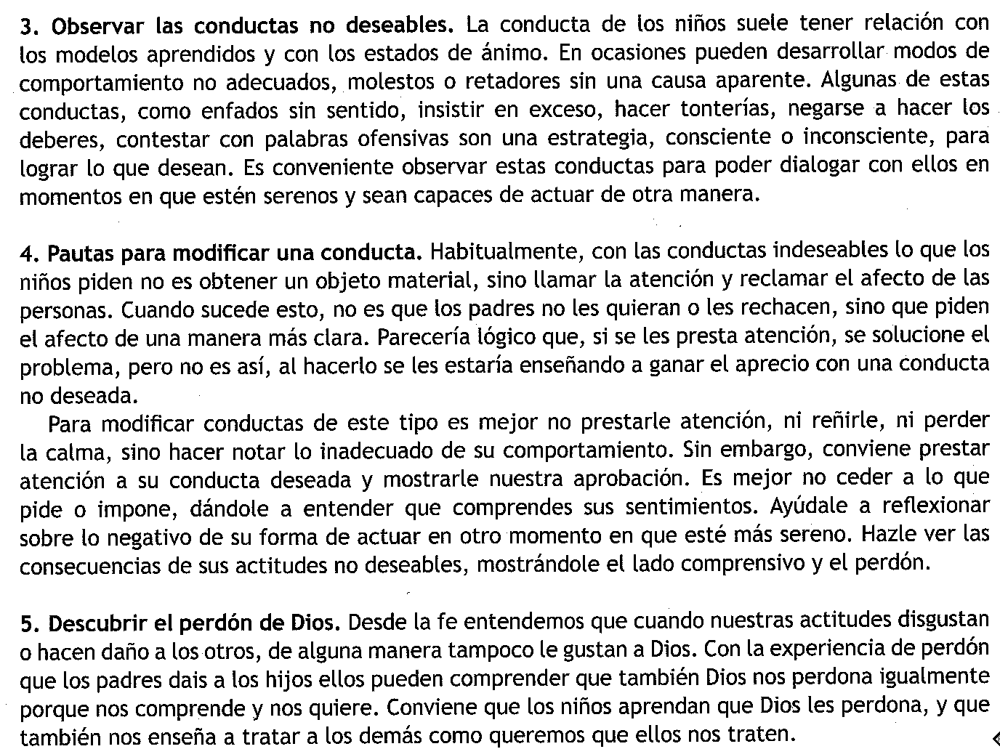 3. Observar las conductas no deseables. La conducta de los niños suele tener relación con
los modelos aprendidos y con los estados de ánimo. En ocasiones pueden desarrollar modos de
comportamiento no adecuados, molestos o retadores sin una causa aparente. Algunas de estas
conductas, como enfados sin sentido, insistir en exceso, hacer tonterías, negarse a hacer los
deberes, contestar con palabras ofensivas son una estrategia, consciente o inconsciente, para
lograr lo que desean. Es conveniente observar estas conductas para poder dialogar con ellos en
momentos en que estén serenos y sean capaces de actuar de otra manera.
4. Pautas para modificar una conducta. Habitualmente, con las conductas indeseables lo que los
niños piden no es obtener un objeto material, sino llamar la atención y reclamar el afecto de las
personas. Cuando sucede esto, no es que los padres no les quieran o les rechacen, sino que piden
el afecto de una manera más clara. Parecería lógico que, si se les presta atención, se solucione el
problema, pero no es así, al hacerlo se les estaría enseñando a ganar el aprecio con una conducta
no deseada.
Para modificar conductas de este tipo es mejor no prestarle atención, ni reñirle, ni perder
la calma, sino hacer notar lo inadecuado de su comportamiento. Sin embargo, conviene prestar
atención a su conducta deseada y mostrarle nuestra aprobación. Es mejor no ceder a lo que
pide o impone, dándole a entender que comprendes sus sentimientos. Ayúdale a reflexionar
sobre lo negativo de su forma de actuar en otro momento en que esté más sereno. Hazle ver las
consecuencias de sus actitudes no deseables, mostrándole el lado comprensivo y el perdón.
5. Descubrir el perdón de Dios. Desde la fe entendemos que cuando nuestras actitudes disgustan
o hacen daño a los otros, de alguna manera tampoco le gustan a Dios. Con la experiencia de perdón
que los padres dais a los hijos ellos pueden comprender que también Dios nos perdona igualmente
porque nos comprende y nos quiere. Conviene que los niños aprendan que Dios les perdona, y que
también nos enseña a tratar a los demás como queremos que ellos nos traten.